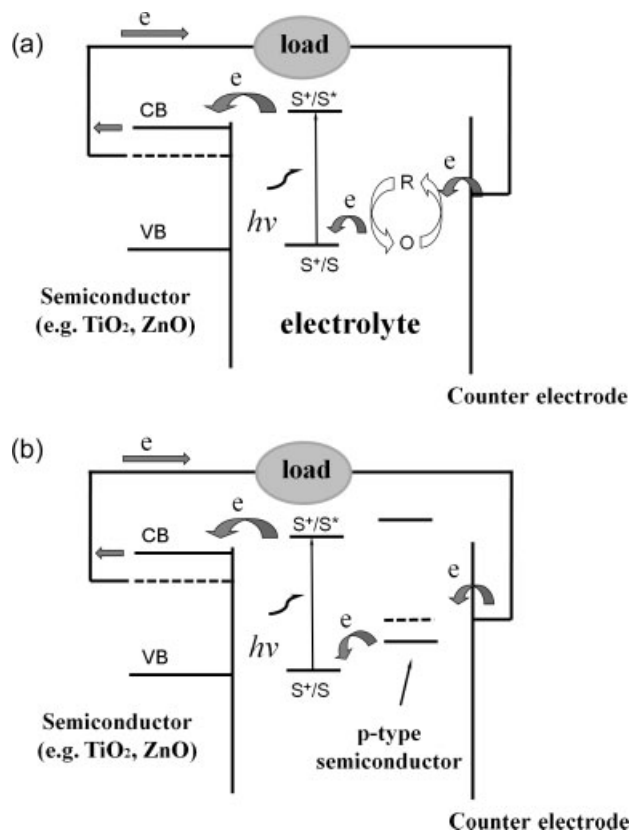 (a)
e
load
CB
e
S⁺/S*
VB
hν
e
R
O
e
S⁺/S
Semiconductor
(e.g. TiO₂, ZnO)
electrolyte
Counter electrode
(b)
e
load
CB
e
S⁺/S*
VB
hν
e
e
S⁺/S
Semiconductor
(e.g. TiO₂, ZnO)
p-type
semiconductor
Counter electrode